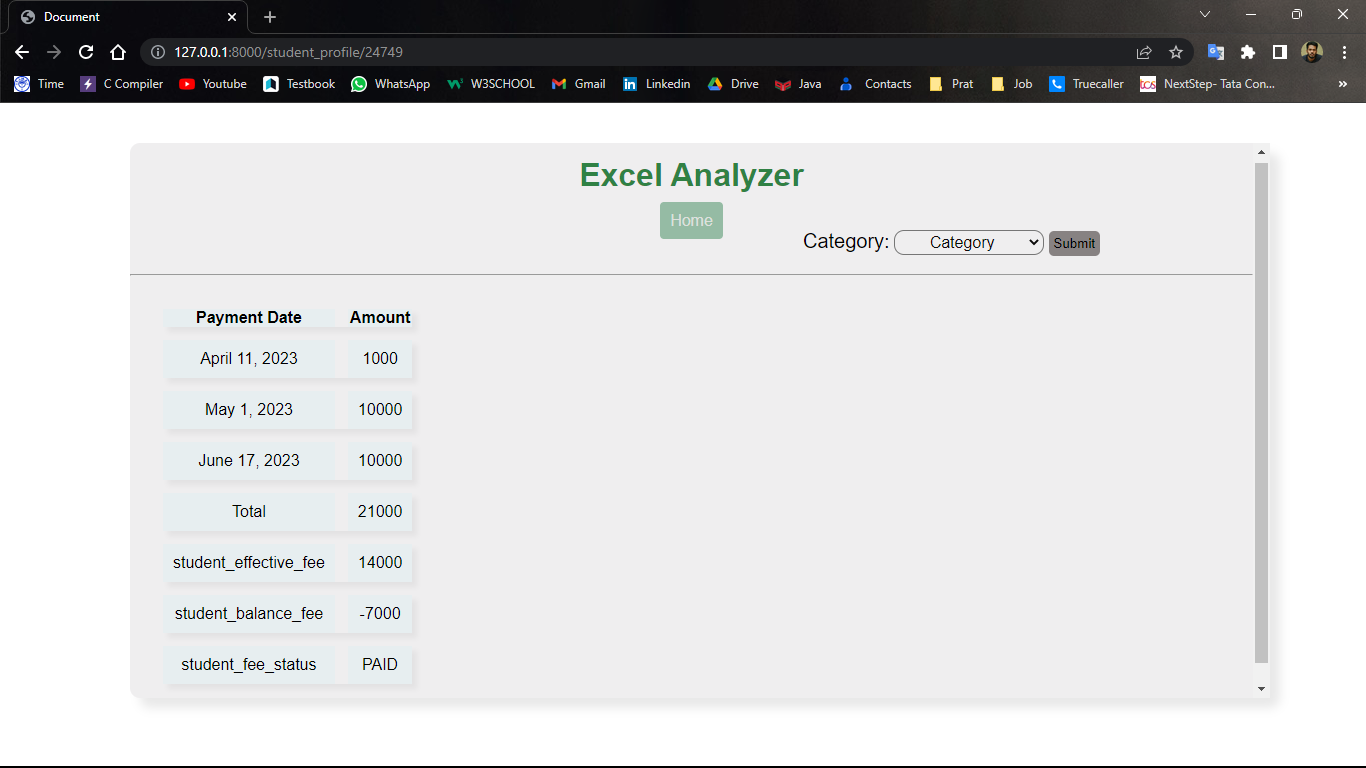 Document
127.0.0.1:8000/student_profile/24749
Time C Compiler Youtube Testbook WhatsApp W3SCHOOL Gmail Linkedin Drive Java Contacts Prat Job Truecaller tcs NextStep- Tata Con... »
Excel Analyzer
Home
Category: Category Submit
Payment Date Amount
April 11, 2023 1000
May 1, 2023 10000
June 17, 2023 10000
Total 21000
student_effective_fee 14000
student_balance_fee -7000
student_fee_status PAID